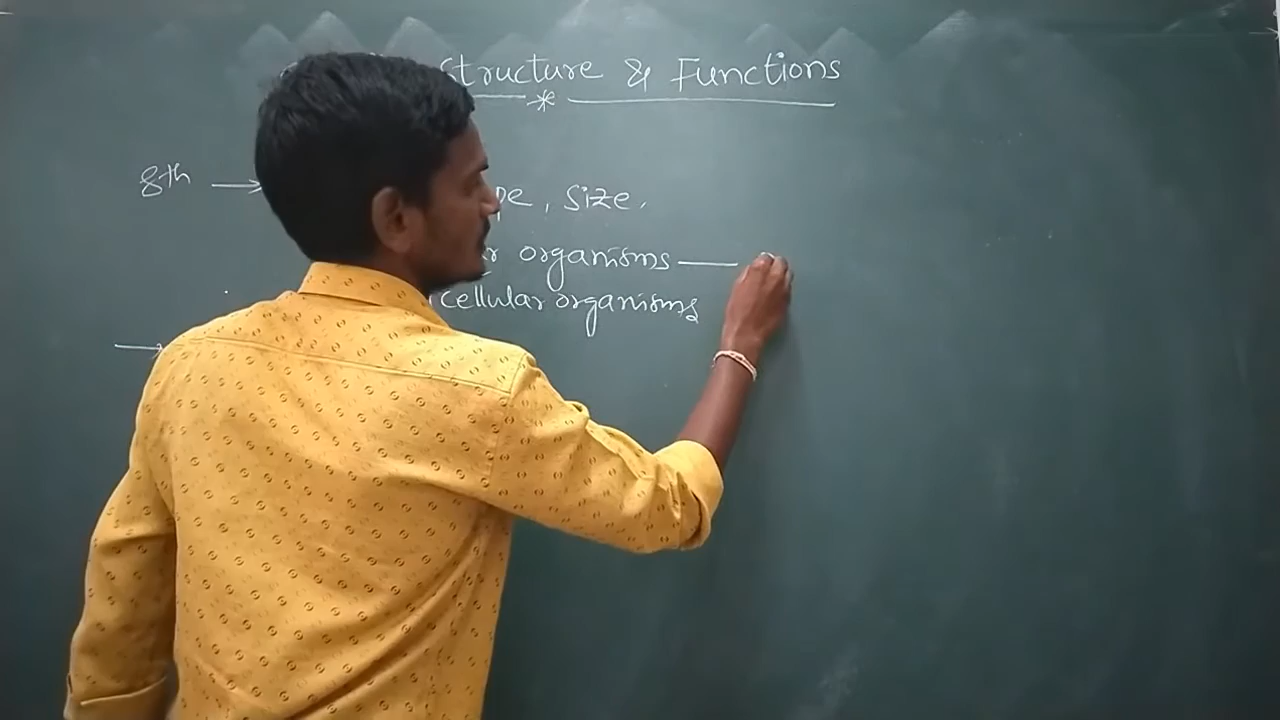 Structure & Functions
8th → pe, Size,
r organisms —
cellular organisms
→